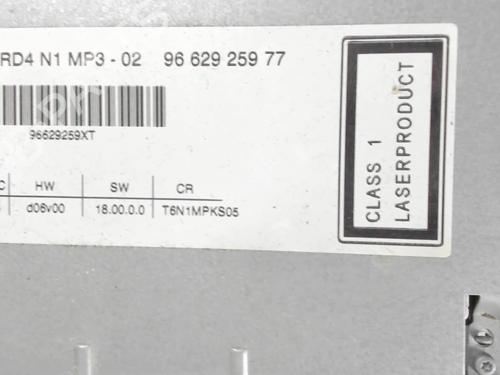 RD4 N1 MP3 - 02 96 629 259 77
96629259XT
C HW SW CR
d06v00 18.00.0.0 T6N1MPKS05
CLASS 1
LASERPRODUCT